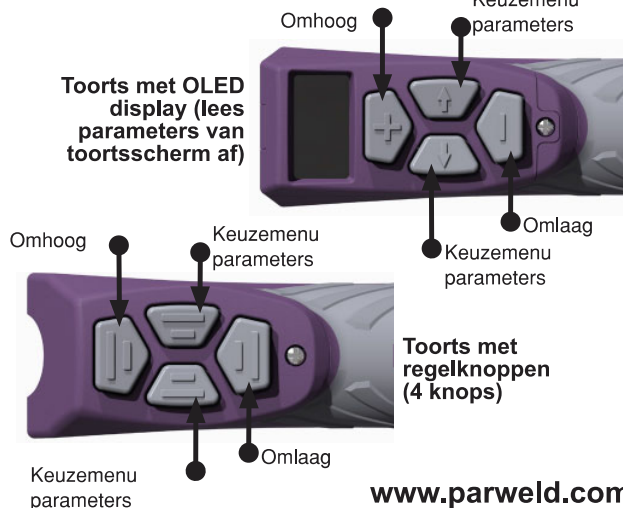 Keuzemenu
parameters
Omhoog
Toorts met OLED
display (lees
parameters van
toortsscherm af)
Omlaag
Keuzemenu
parameters
Omhoog
Keuzemenu
parameters
Toorts met
regelknoppen
(4 knops)
Omlaag
Keuzemenu
parameters
www.parweld.com